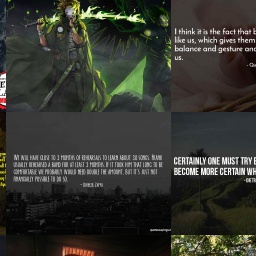 I think it is the fact that b
like us, which gives them
balance and gesture and
us.
WE WILL HAVE CLOSE TO 3 MONTHS OF REHEARSALS TO LEARN ABOUT 30 SONGS. FRANK
USUALLY REHEARSED A BAND FOR AT LEAST 3 MONTHS. IF IT TOOK HIM THAT LONG TO BE
COMFORTABLE WE PROBABLY WOULD NEED DOUBLE THE AMOUNT, BUT IT'S JUST NOT
FINANCIALLY POSSIBLE TO DO SO.
- DWEEZIL ZAPPA
CERTAINLY ONE MUST TRY E
BECOME MORE CERTAIN WH